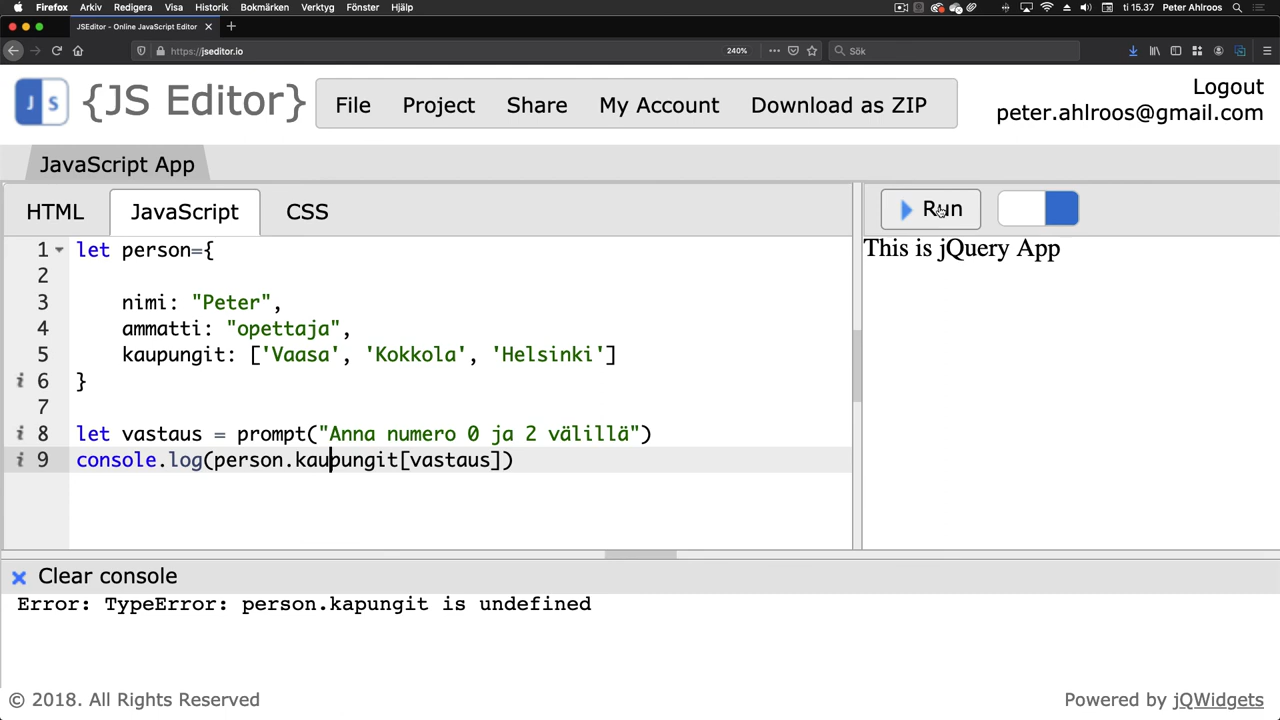 Firefox Arkiv Redigera Visa Historik Bokmärken Verktyg Fönster Hjälp ti 15.37 Peter Ahlroos
JSEditor - Online JavaScript Editor
https://jseditor.io 240% Sök
JS {JS Editor} File Project Share My Account Download as ZIP
Logout
peter.ahlroos@gmail.com
JavaScript App
HTML JavaScript CSS Run
1 let person={
2
3 nimi: "Peter",
4 ammatti: "opettaja",
5 kaupungit: ['Vaasa', 'Kokkola', 'Helsinki']
6 }
7
8 let vastaus = prompt("Anna numero 0 ja 2 välillä")
9 console.log(person.kaupungit[vastaus])
This is jQuery App
Clear console
Error: TypeError: person.kapungit is undefined
© 2018. All Rights Reserved Powered by jQWidgets